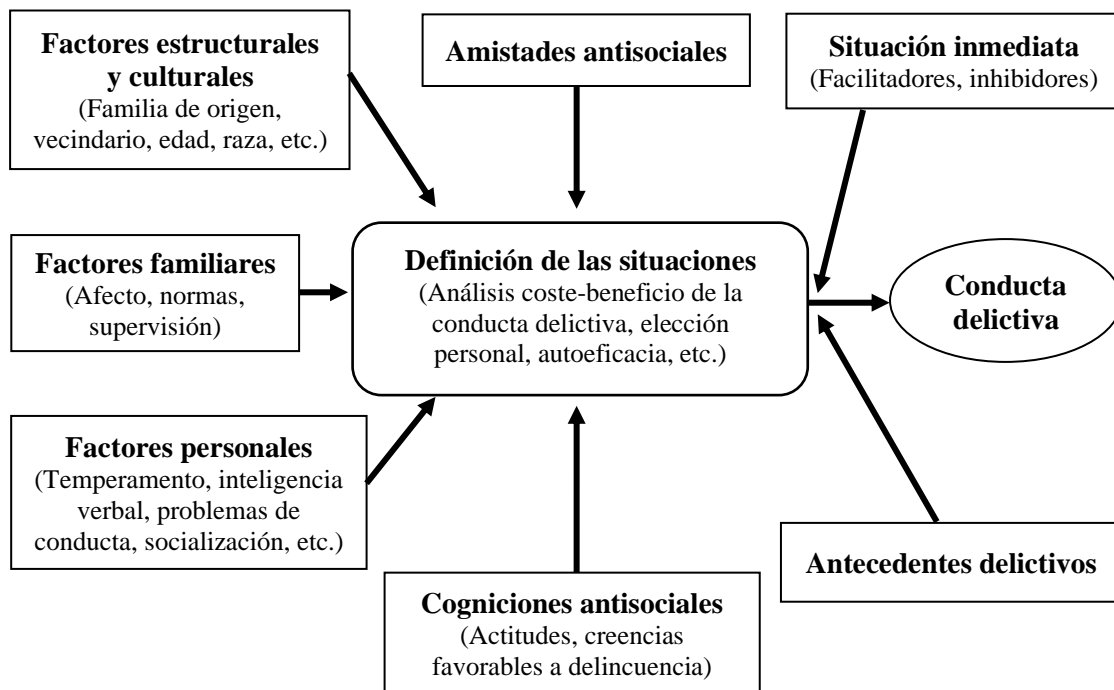 Factores estructurales
y culturales
(Familia de origen,
vecindario, edad, raza, etc.)
Amistades antisociales
Situación inmediata
(Facilitadores, inhibidores)
Factores familiares
(Afecto, normas,
supervisión)
Definición de las situaciones
(Análisis coste-beneficio de la
conducta delictiva, elección
personal, autoeficacia, etc.)
Conducta
delictiva
Factores personales
(Temperamento, inteligencia
verbal, problemas de
conducta, socialización, etc.)
Cogniciones antisociales
(Actitudes, creencias
favorables a delincuencia)
Antecedentes delictivos